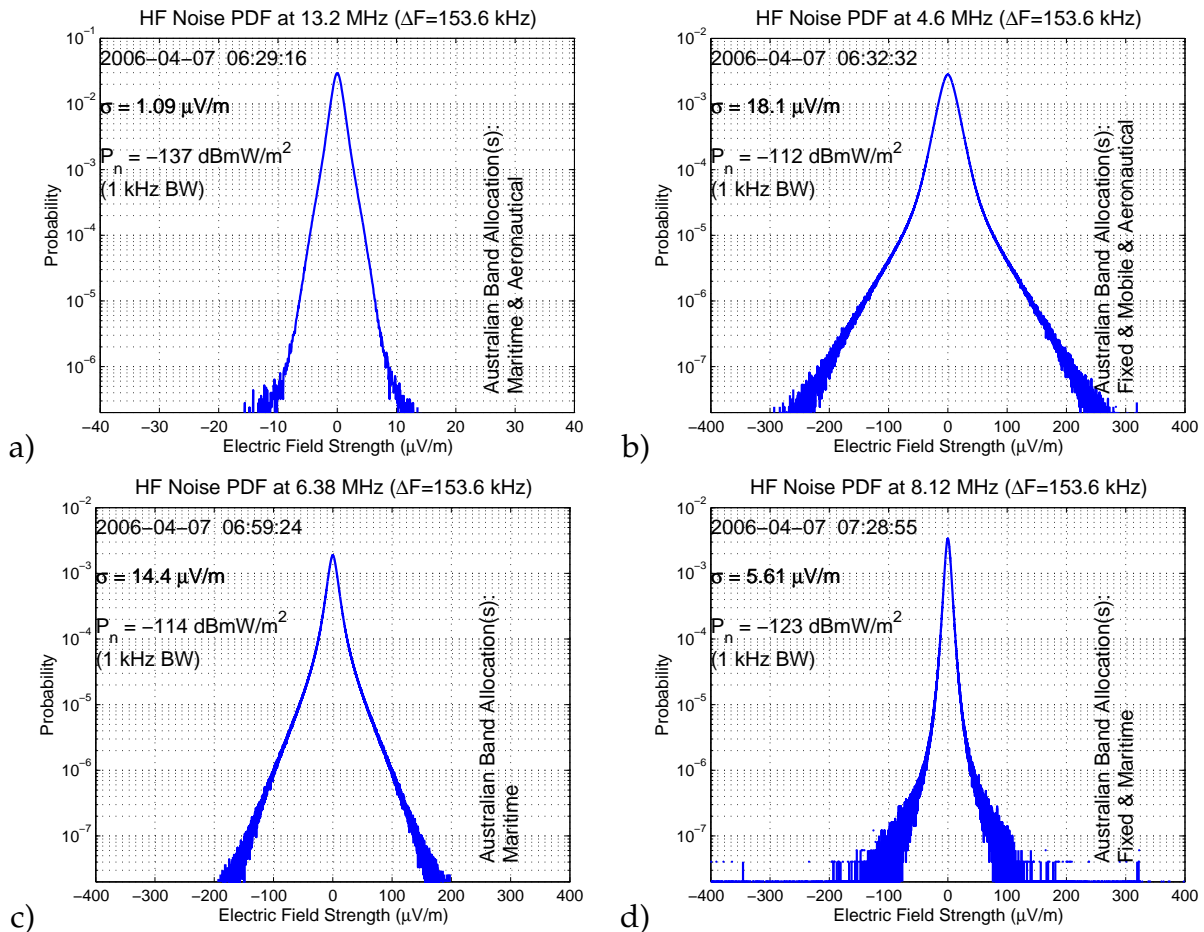 HF Noise PDF at 13.2 MHz (ΔF=153.6 kHz)
10⁻¹
10⁻²
10⁻³
10⁻⁴
10⁻⁵
10⁻⁶
Probability
2006−04−07 06:29:16
σ = 1.09 μV/m
Pₙ = −137 dBmW/m²
(1 kHz BW)
Australian Band Allocation(s):
Maritime & Aeronautical
−40 −30 −20 −10 0 10 20 30 40
Electric Field Strength (μV/m)
a)
HF Noise PDF at 4.6 MHz (ΔF=153.6 kHz)
10⁻²
10⁻³
10⁻⁴
10⁻⁵
10⁻⁶
10⁻⁷
Probability
2006−04−07 06:32:32
σ = 18.1 μV/m
Pₙ = −112 dBmW/m²
(1 kHz BW)
Australian Band Allocation(s):
Fixed & Mobile & Aeronautical
−400 −300 −200 −100 0 100 200 300 400
Electric Field Strength (μV/m)
b)
HF Noise PDF at 6.38 MHz (ΔF=153.6 kHz)
10⁻²
10⁻³
10⁻⁴
10⁻⁵
10⁻⁶
10⁻⁷
Probability
2006−04−07 06:59:24
σ = 14.4 μV/m
Pₙ = −114 dBmW/m²
(1 kHz BW)
Australian Band Allocation(s):
Maritime
−400 −300 −200 −100 0 100 200 300 400
Electric Field Strength (μV/m)
c)
HF Noise PDF at 8.12 MHz (ΔF=153.6 kHz)
10⁻²
10⁻³
10⁻⁴
10⁻⁵
10⁻⁶
10⁻⁷
Probability
2006−04−07 07:28:55
σ = 5.61 μV/m
Pₙ = −123 dBmW/m²
(1 kHz BW)
Australian Band Allocation(s):
Fixed & Maritime
−400 −300 −200 −100 0 100 200 300 400
Electric Field Strength (μV/m)
d)